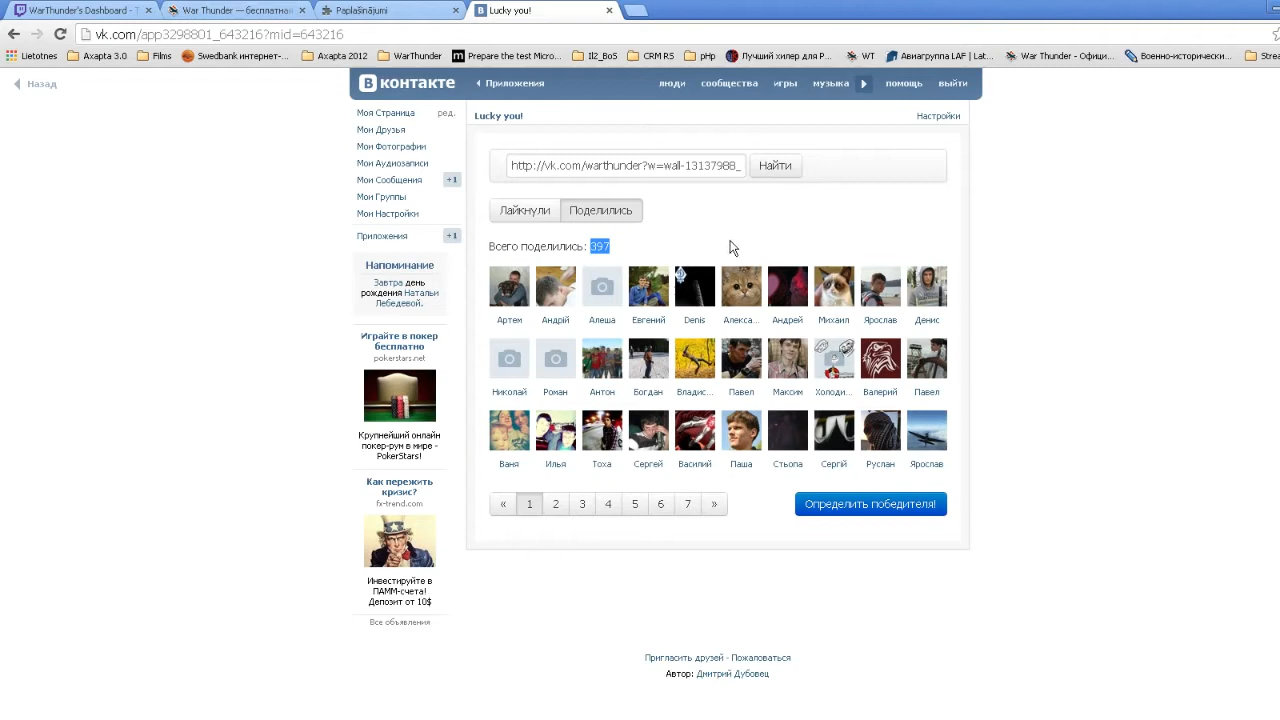 WarThunder's Dashboard - T
War Thunder — бесплатная
Paplašinājumi
Lucky you!
vk.com/app3298801_643216?mid=643216
Lietotnes
Axapta 3.0
Films
Swedbank internet-...
Axapta 2012
WarThunder
Prepare the test Micro...
Il2_BoS
CRM RS
pHp
Лучший хилер для Р...
WT
Авиагруппа LAF | Lat...
War Thunder - Офици...
Военно-исторически...
Strea
Назад
В контакте
Приложения
люди
сообщества
игры
музыка
помощь
выйти
Моя Страница
ред.
Мои Друзья
Мои Фотографии
Мои Аудиозаписи
Мои Сообщения
+1
Мои Группы
Мои Настройки
Приложения
+1
Напоминание
Завтра день
рождения Натальи
Лебедевой.
Играйте в покер
бесплатно
pokerstars.net
Крупнейший онлайн
покер-рум в мире -
PokerStars!
Как пережить
кризис?
fx-trend.com
Инвестируйте в
ПАММ-счета!
Депозит от 10$
Все объявления
Lucky you!
Настройки
http://vk.com/warthunder?w=wall-13137988_
Найти
Лайкнули
Поделились
Всего поделились: 397
Артем
Андрій
Алеша
Евгений
Denis
Алекса...
Андрей
Михаил
Ярослав
Денис
Николай
Роман
Антон
Богдан
Владис...
Павел
Максим
Холоди...
Валерий
Павел
Ваня
Илья
Тоха
Сергей
Василий
Паша
Стьопа
Сергій
Руслан
Ярослав
« 1 2 3 4 5 6 7 »
Определить победителя!
Пригласить друзей - Пожаловаться
Автор: Дмитрий Дубовец